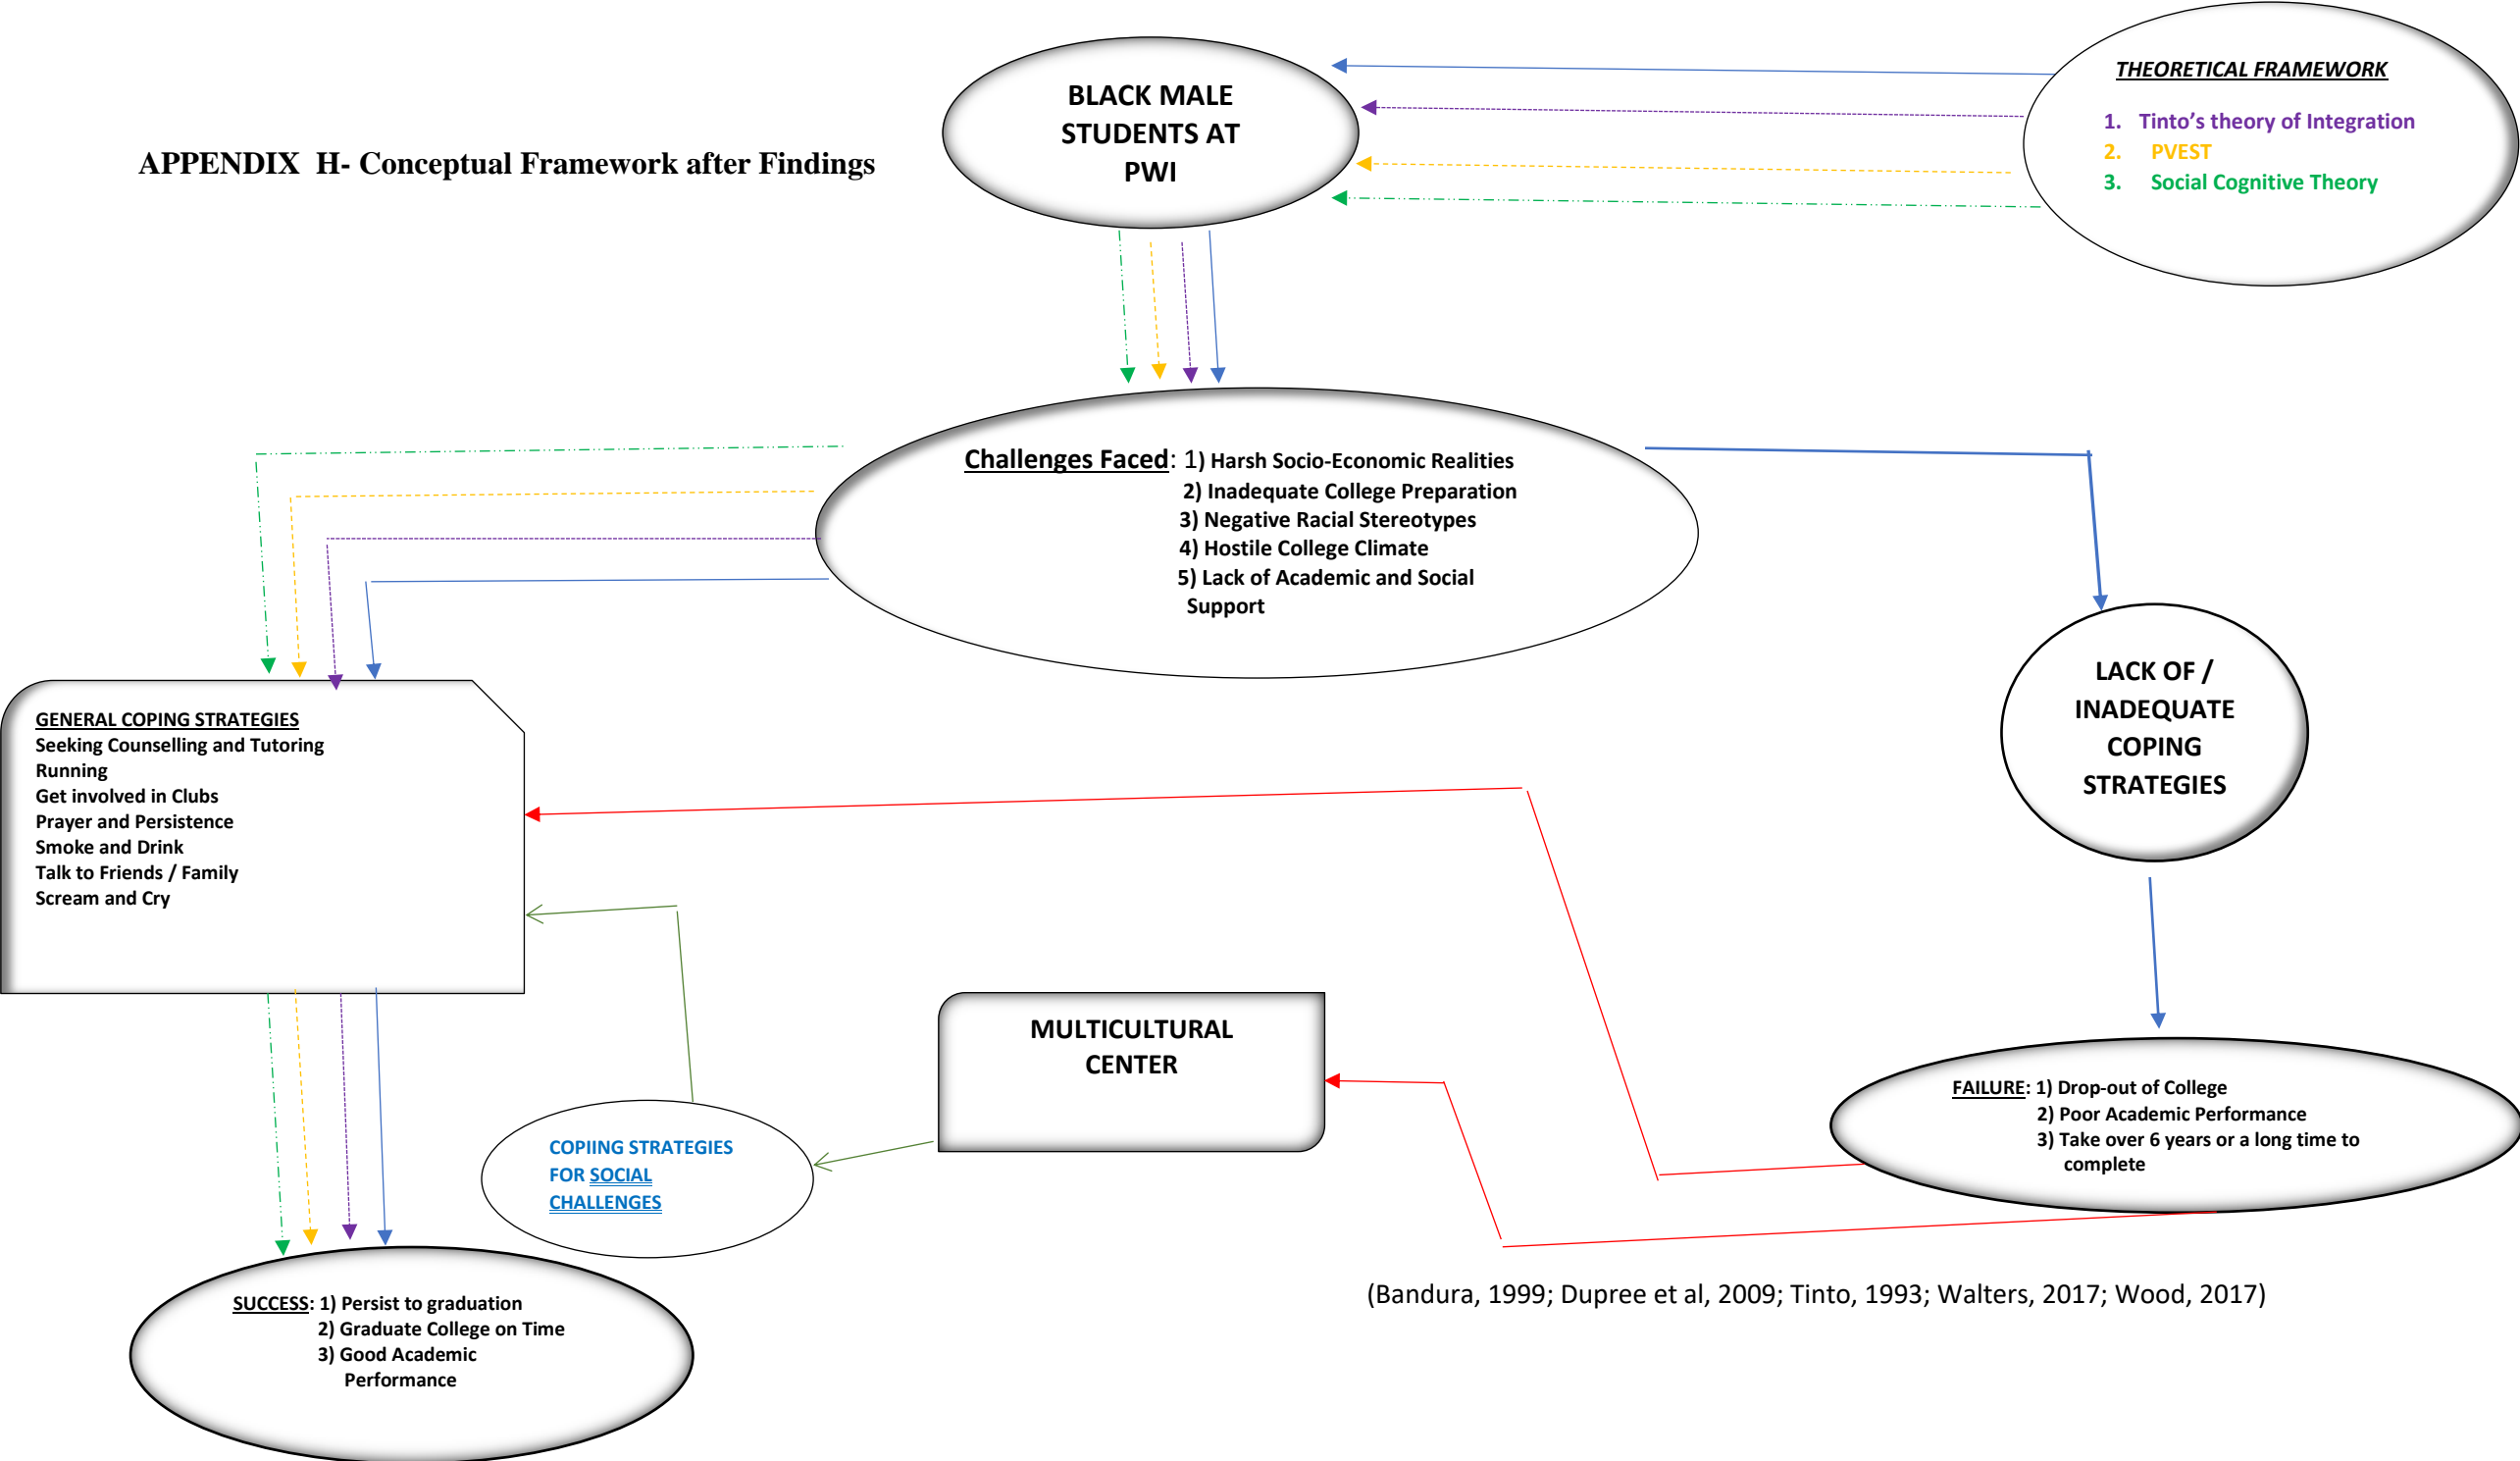 APPENDIX H- Conceptual Framework after Findings
BLACK MALE
STUDENTS AT
PWI
THEORETICAL FRAMEWORK
1. Tinto’s theory of Integration
2. PVEST
3. Social Cognitive Theory
Challenges Faced: 1) Harsh Socio-Economic Realities
2) Inadequate College Preparation
3) Negative Racial Stereotypes
4) Hostile College Climate
5) Lack of Academic and Social
Support
LACK OF /
INADEQUATE
COPING
STRATEGIES
GENERAL COPING STRATEGIES
Seeking Counselling and Tutoring
Running
Get involved in Clubs
Prayer and Persistence
Smoke and Drink
Talk to Friends / Family
Scream and Cry
MULTICULTURAL
CENTER
COPIING STRATEGIES
FOR SOCIAL
CHALLENGES
FAILURE: 1) Drop-out of College
2) Poor Academic Performance
3) Take over 6 years or a long time to
complete
SUCCESS: 1) Persist to graduation
2) Graduate College on Time
3) Good Academic
Performance
(Bandura, 1999; Dupree et al, 2009; Tinto, 1993; Walters, 2017; Wood, 2017)